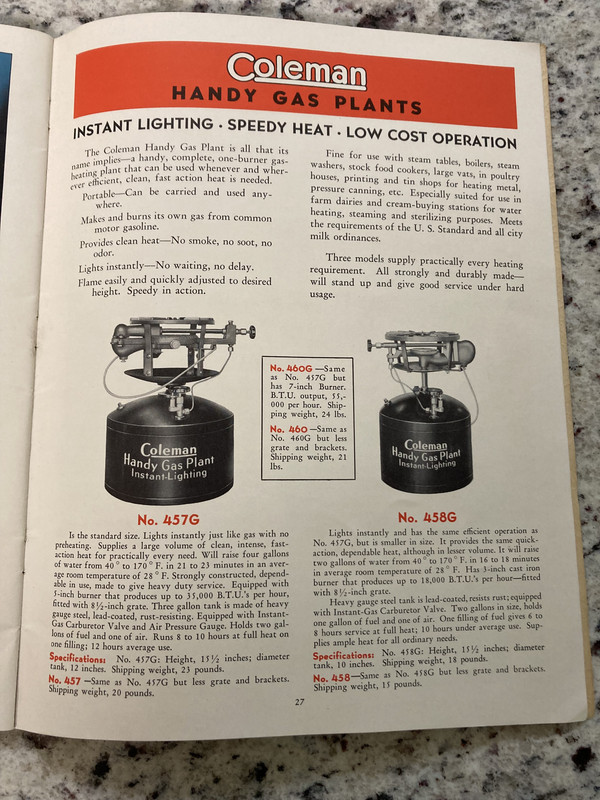 Coleman
HANDY GAS PLANTS
INSTANT LIGHTING · SPEEDY HEAT · LOW COST OPERATION
The Coleman Handy Gas Plant is all that its
name implies—a handy, complete, one-burner gas-
heating plant that can be used whenever and wher-
ever efficient, clean, fast action heat is needed.
Portable—Can be carried and used any-
where.
Makes and burns its own gas from common
motor gasoline.
Provides clean heat—No smoke, no soot, no
odor.
Lights instantly—No waiting, no delay.
Flame easily and quickly adjusted to desired
height. Speedy in action.
Fine for use with steam tables, boilers, steam
washers, stock food cookers, large vats, in poultry
houses, printing and tin shops for heating metal,
pressure canning, etc. Especially suited for use in
farm dairies and cream-buying stations for water
heating, steaming and sterilizing purposes. Meets
the requirements of the U. S. Standard and all city
milk ordinances.
Three models supply practically every heating
requirement. All strongly and durably made—
will stand up and give good service under hard
usage.
Coleman
Handy Gas Plant
Instant-Lighting
No. 460G—Same
as No. 457G but
has 7-inch Burner.
B.T.U. output, 55,-
000 per hour. Ship-
ping weight, 24 lbs.
No. 460—Same as
No. 460G but less
grate and brackets.
Shipping weight, 21
lbs.
Coleman
Handy Gas Plant
Instant-Lighting
No. 457G
Is the standard size. Lights instantly just like gas with no
preheating. Supplies a large volume of clean, intense, fast-
action heat for practically every need. Will raise four gallons
of water from 40° to 170° F. in 21 to 23 minutes in an aver-
age room temperature of 28° F. Strongly constructed, depend-
able in use, made to give heavy duty service. Equipped with
5-inch burner that produces up to 35,000 B.T.U.'s per hour,
fitted with 8½-inch grate. Three gallon tank is made of heavy
gauge steel, lead-coated, rust-resisting. Equipped with Instant-
Gas Carburetor Valve and Air Pressure Gauge. Holds two gal-
lons of fuel and one of air. Runs 8 to 10 hours at full heat on
one filling; 12 hours average use.
Specifications: No. 457G: Height, 15½ inches; diameter
tank, 12 inches. Shipping weight, 23 pounds.
No. 457—Same as No. 457G but less grate and brackets.
Shipping weight, 20 pounds.
No. 458G
Lights instantly and has the same efficient operation as
No. 457G, but is smaller in size. It provides the same quick-
action, dependable heat, although in lesser volume. It will raise
two gallons of water from 40° to 170° F. in 16 to 18 minutes
in average room temperature of 28° F. Has 3-inch cast iron
burner that produces up to 18,000 B.T.U.'s per hour—fitted
with 8½-inch grate.
Heavy gauge steel tank is lead-coated, resists rust; equipped
with Instant-Gas Carburetor Valve. Two gallons in size, holds
one gallon of fuel and one of air. One filling of fuel gives 6 to
8 hours service at full heat; 10 hours under average use. Sup-
plies ample heat for all ordinary needs.
Specifications: No. 458G: Height, 15½ inches; diameter
tank, 10 inches. Shipping weight, 18 pounds.
No. 458—Same as No. 458G but less grate and brackets.
Shipping weight, 15 pounds.
27